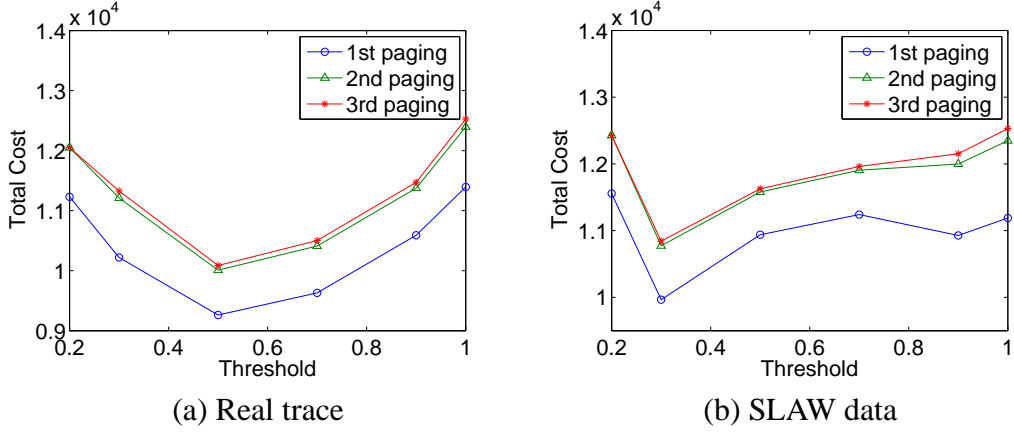 x 10^4
1.4
1.3
1.2
1.1
1
0.9
Total Cost
0.2
0.4
0.6
0.8
1
Threshold
1st paging
2nd paging
3rd paging
(a) Real trace
x 10^4
1.4
1.3
1.2
1.1
1
Total Cost
0.2
0.4
0.6
0.8
1
Threshold
1st paging
2nd paging
3rd paging
(b) SLAW data